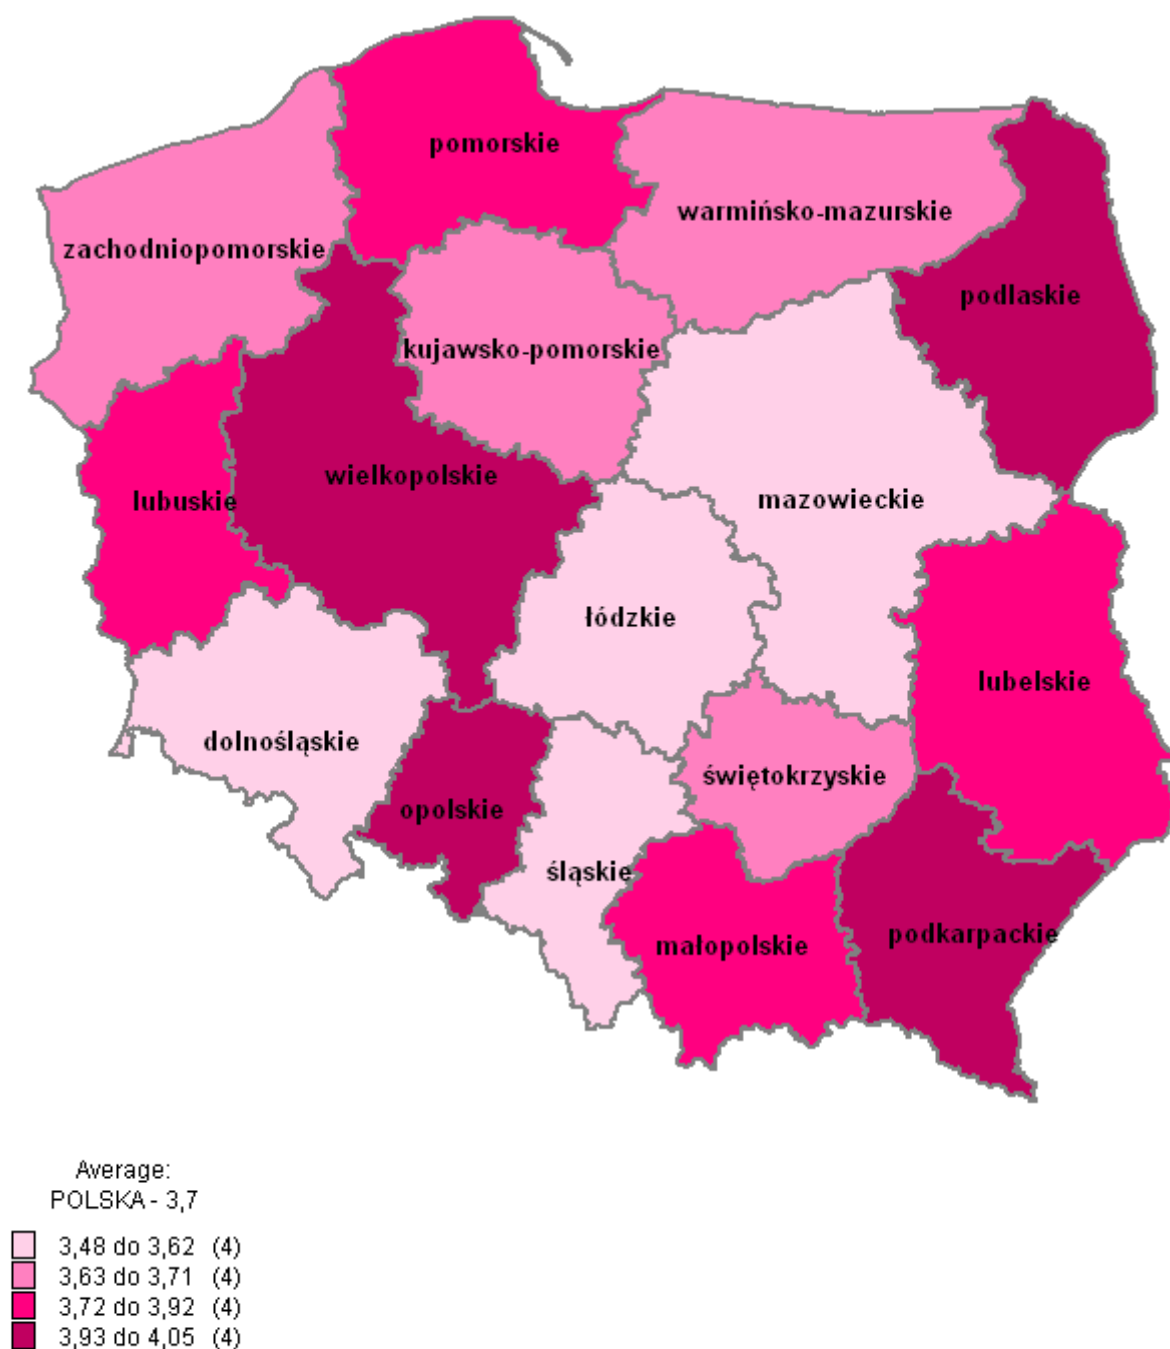 pomorskie
warmińsko-mazurskie
zachodniopomorskie
podlaskie
kujawsko-pomorskie
wielkopolskie
lubuskie
mazowieckie
łódzkie
lubelskie
dolnośląskie
świętokrzyskie
opolskie
śląskie
podkarpackie
małopolskie
Average:
POLSKA - 3,7
3,48 do 3,62 (4)
3,63 do 3,71 (4)
3,72 do 3,92 (4)
3,93 do 4,05 (4)